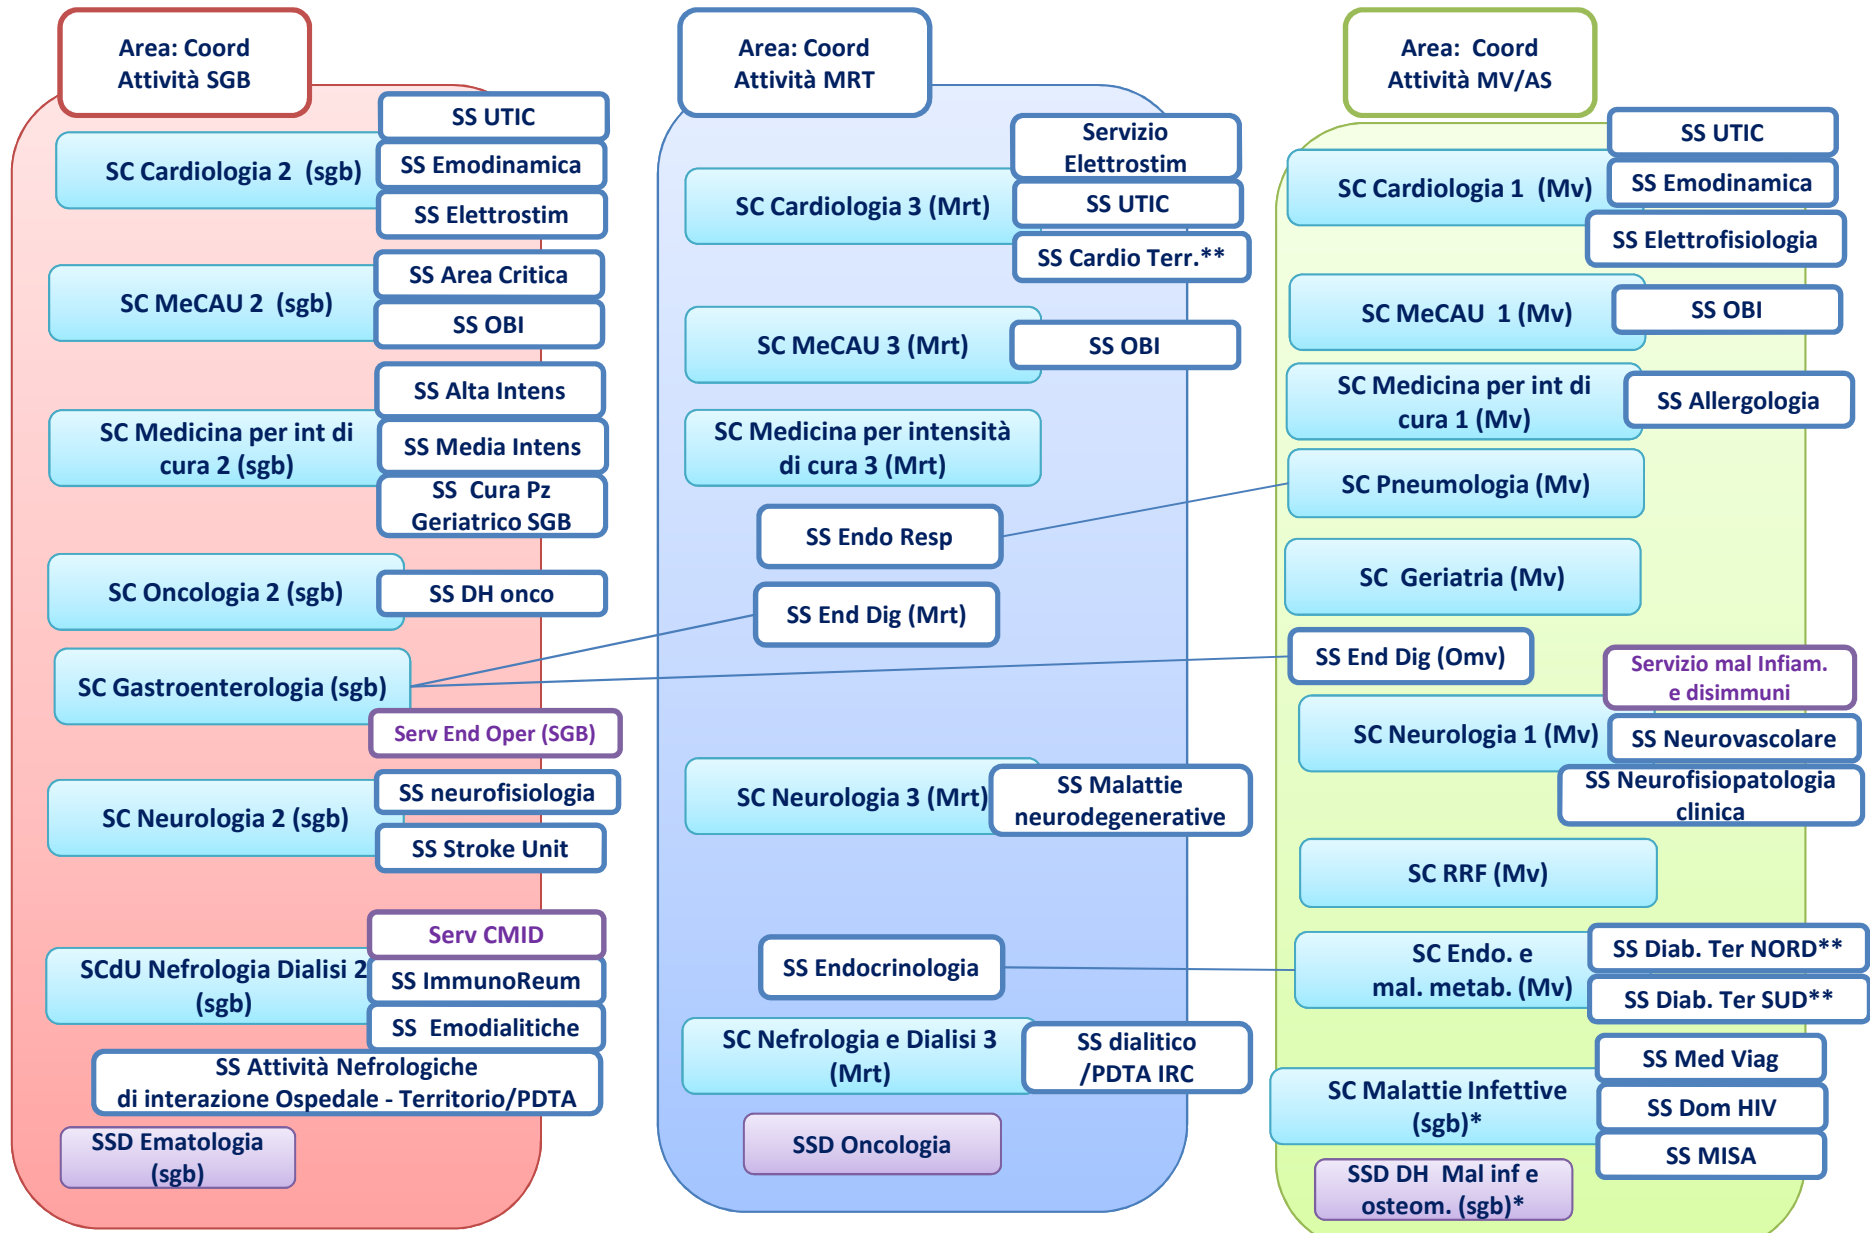 Area: Coord
Attività SGB
SS UTIC
SC Cardiologia 2 (sgb)
SS Emodinamica
SS Elettrostim
SS Area Critica
SC MeCAU 2 (sgb)
SS OBI
SS Alta Intens
SC Medicina per int di
cura 2 (sgb)
SS Media Intens
SS Cura Pz
Geriatrico SGB
SC Oncologia 2 (sgb)
SS DH onco
SC Gastroenterologia (sgb)
Serv End Oper (SGB)
SS neurofisiologia
SC Neurologia 2 (sgb)
SS Stroke Unit
Serv CMID
SCdU Nefrologia Dialisi 2
(sgb)
SS ImmunoReum
SS Emodialitiche
SS Attività Nefrologiche
di interazione Ospedale - Territorio/PDTA
SSD Ematologia
(sgb)
Area: Coord
Attività MRT
Servizio
Elettrostim
SC Cardiologia 3 (Mrt)
SS UTIC
SS Cardio Terr.**
SC MeCAU 3 (Mrt)
SS OBI
SC Medicina per intensità
di cura 3 (Mrt)
SS Endo Resp
SS End Dig (Mrt)
SC Neurologia 3 (Mrt)
SS Malattie
neurodegenerative
SS Endocrinologia
SC Nefrologia e Dialisi 3
(Mrt)
SS dialitico
/PDTA IRC
SSD Oncologia
Area: Coord
Attività MV/AS
SS UTIC
SC Cardiologia 1 (Mv)
SS Emodinamica
SS Elettrofisiologia
SC MeCAU 1 (Mv)
SS OBI
SC Medicina per int di
cura 1 (Mv)
SS Allergologia
SC Pneumologia (Mv)
SC Geriatria (Mv)
SS End Dig (Omv)
Servizio mal Infiam.
e disimmuni
SC Neurologia 1 (Mv)
SS Neurovascolare
SS Neurofisiopatologia
clinica
SC RRF (Mv)
SC Endo. e
mal. metab. (Mv)
SS Diab. Ter NORD**
SS Diab. Ter SUD**
SS Med Viag
SC Malattie Infettive
(sgb)*
SS Dom HIV
SS MISA
SSD DH Mal inf e
osteom. (sgb)*